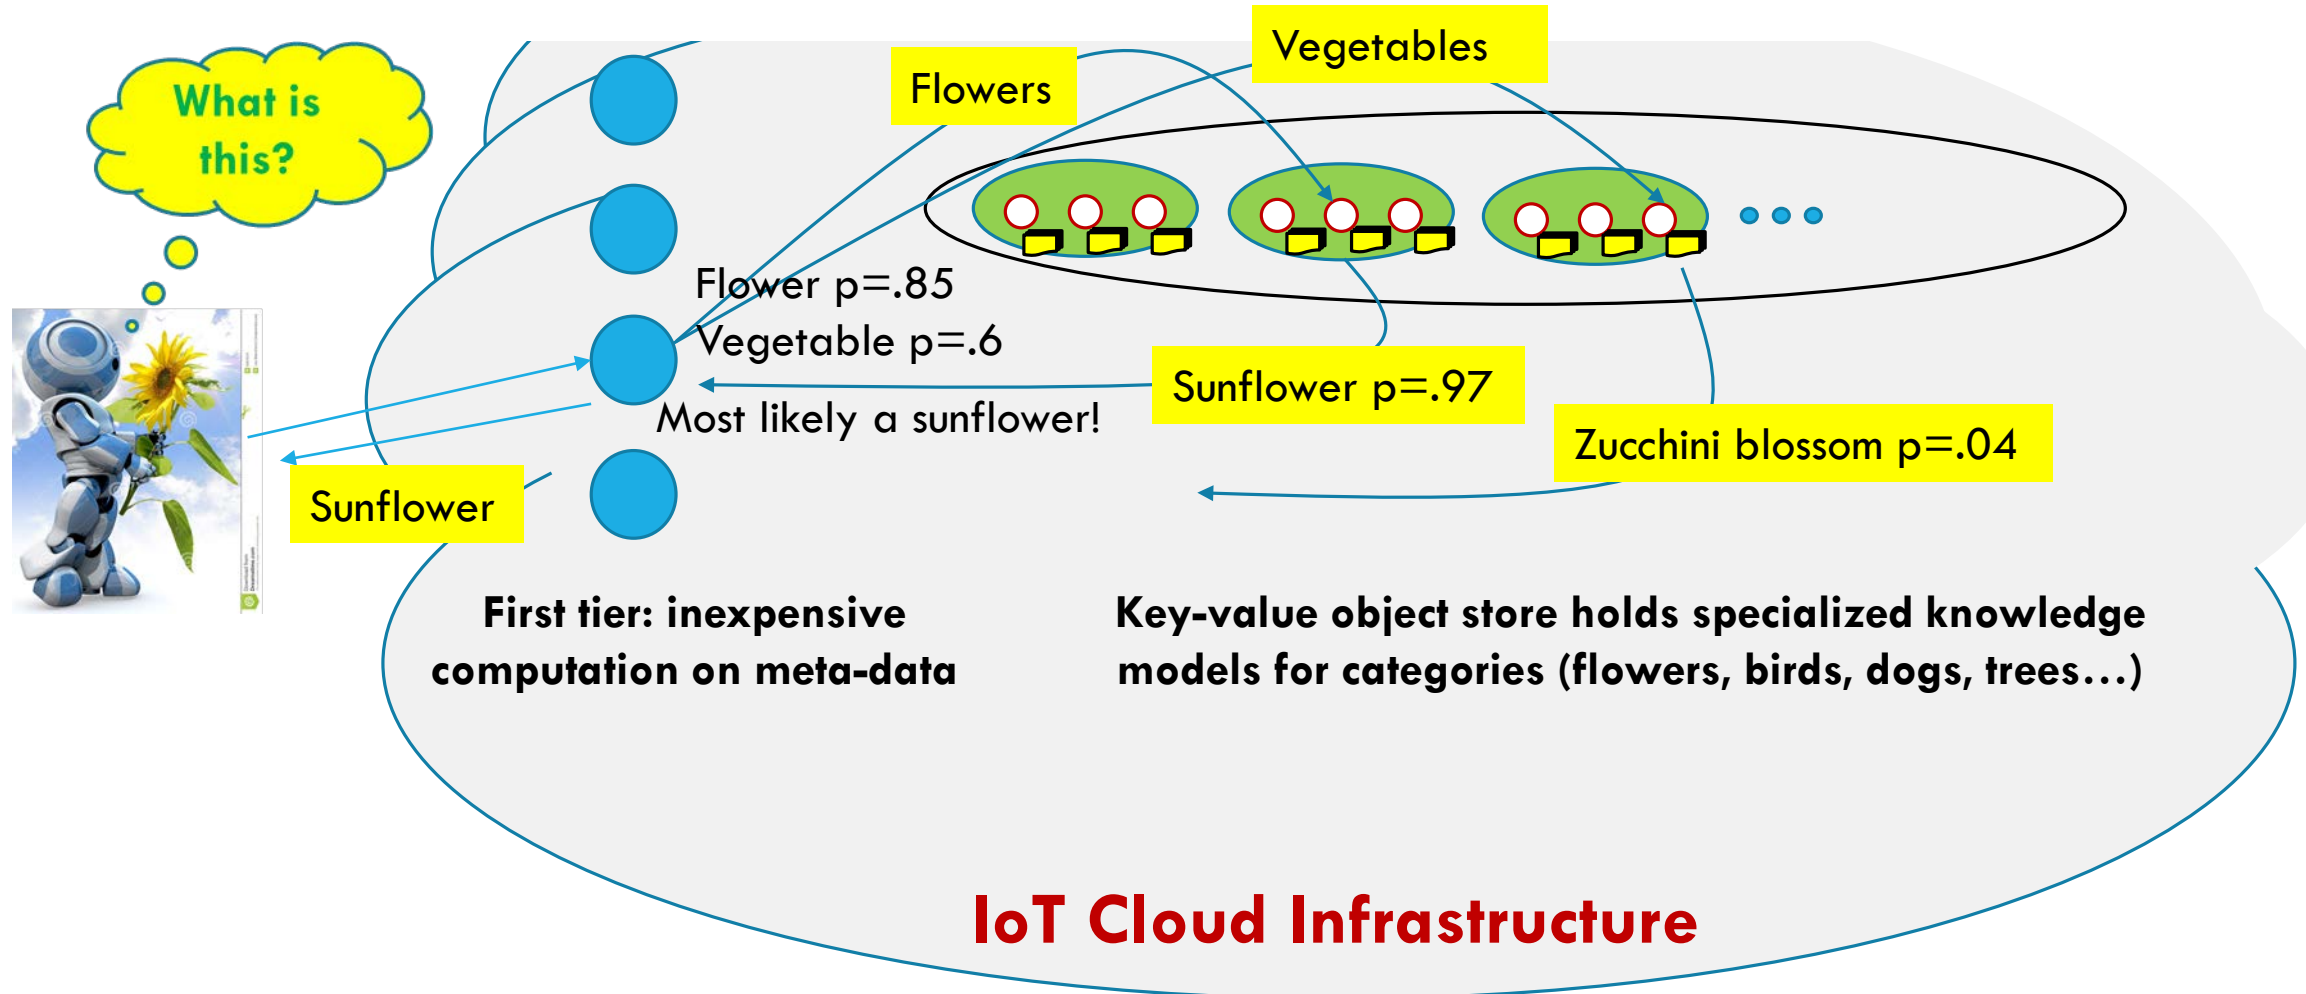 What is
this?
Flowers
Vegetables
Flower p=.85
Vegetable p=.6
Most likely a sunflower!
Sunflower p=.97
Zucchini blossom p=.04
Sunflower
First tier: inexpensive
computation on meta-data
Key-value object store holds specialized knowledge
models for categories (flowers, birds, dogs, trees…)
IoT Cloud Infrastructure